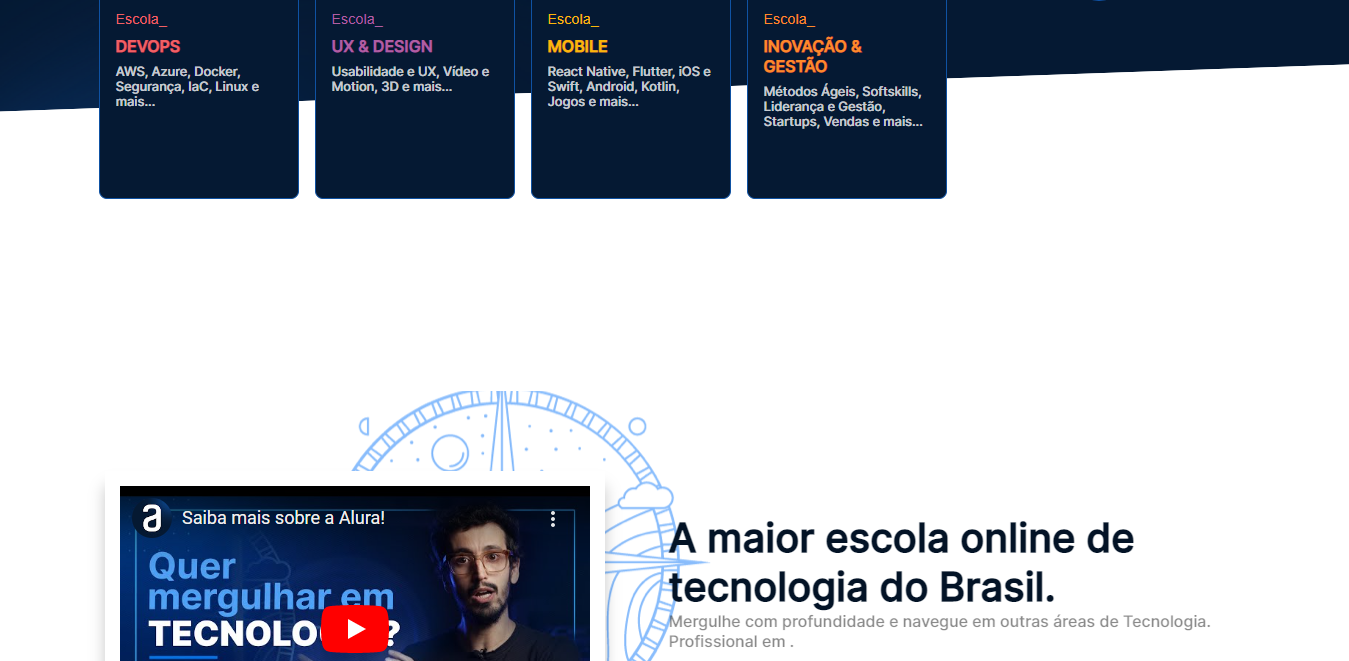 Escola_
DEVOPS
AWS, Azure, Docker,
Segurança, IaC, Linux e
mais...
Escola_
UX & DESIGN
Usabilidade e UX, Vídeo e
Motion, 3D e mais...
Escola_
MOBILE
React Native, Flutter, iOS e
Swift, Android, Kotlin,
Jogos e mais...
Escola_
INOVAÇÃO &
GESTÃO
Métodos Ágeis, Softskills,
Liderança e Gestão,
Startups, Vendas e mais...
a
Saiba mais sobre a Alura!
Quer
mergulhar em
A maior escola online de
tecnologia do Brasil.
Mergulhe com profundidade e navegue em outras áreas de Tecnologia.
Profissional em .